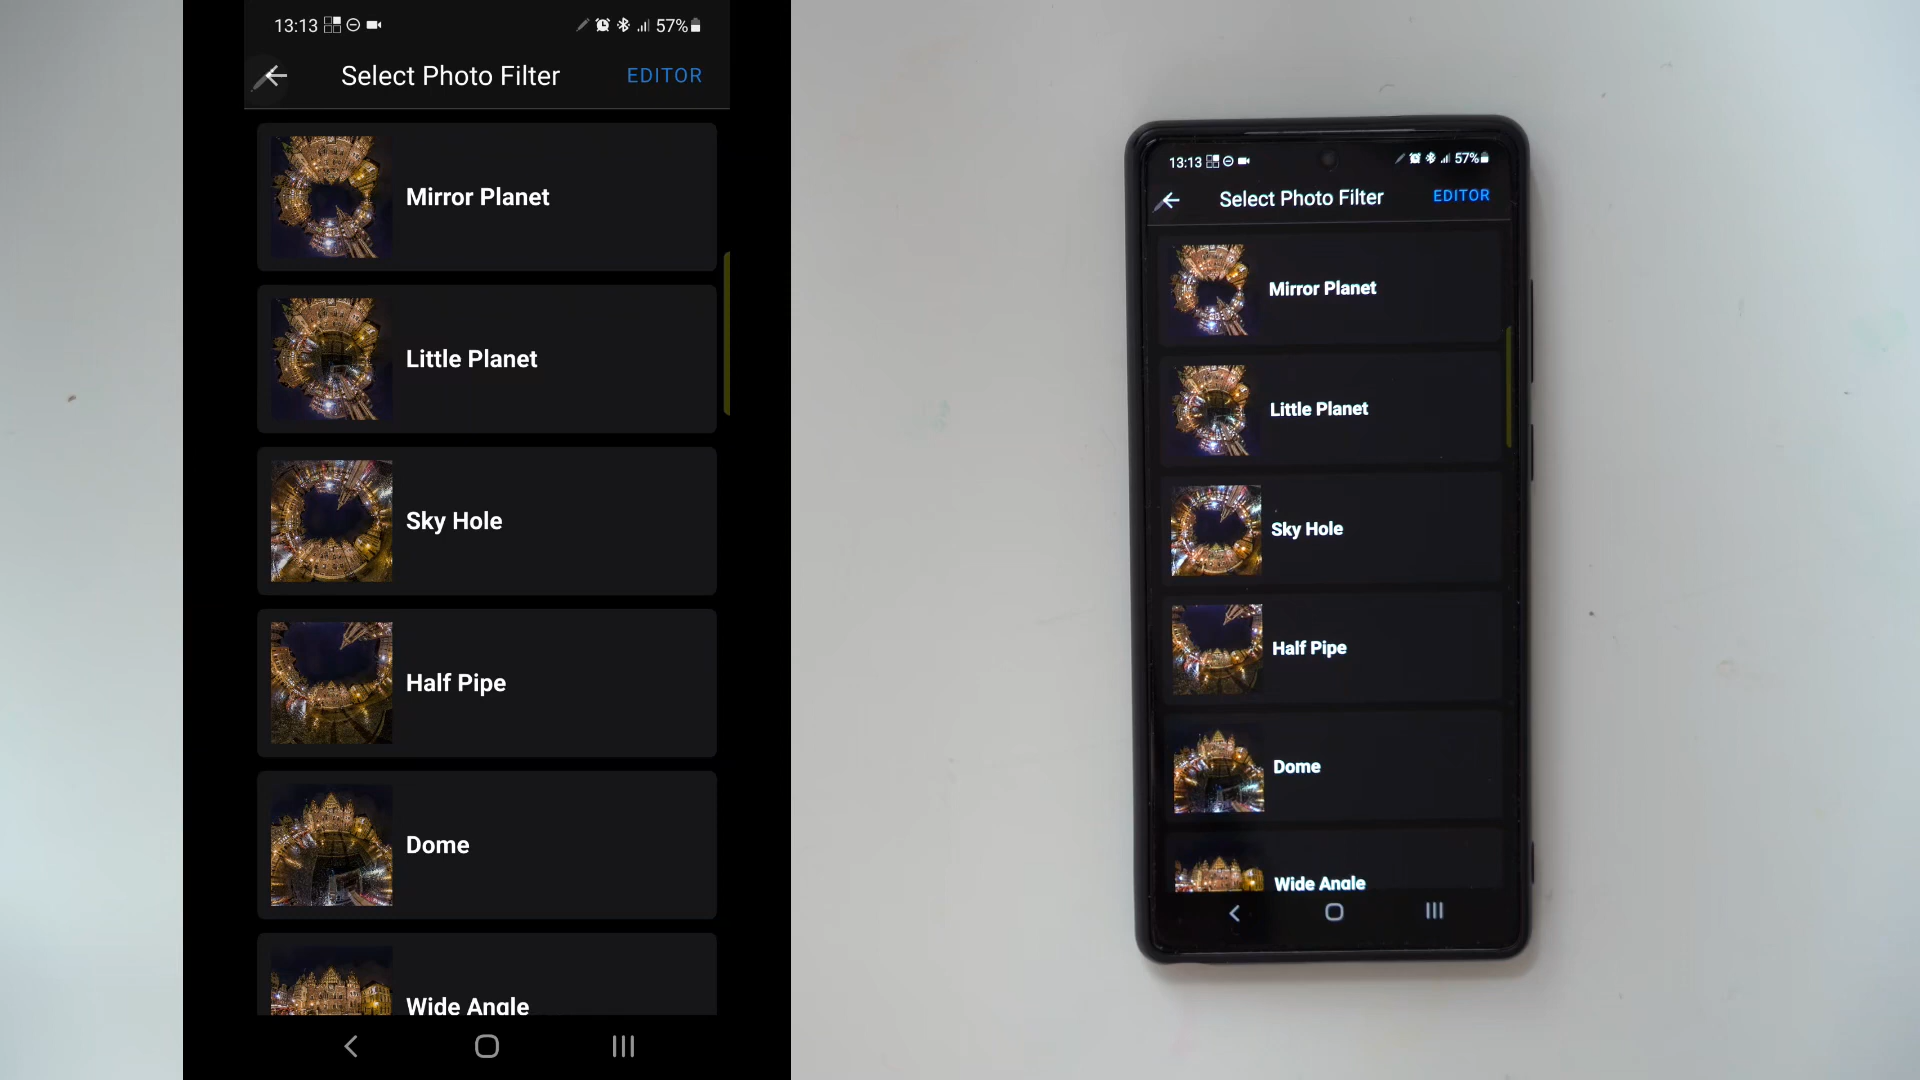 13:13 57%
Select Photo Filter EDITOR
Mirror Planet
Little Planet
Sky Hole
Half Pipe
Dome
Wide Angle
13:13 57%
Select Photo Filter EDITOR
Mirror Planet
Little Planet
Sky Hole
Half Pipe
Dome
Wide Angle